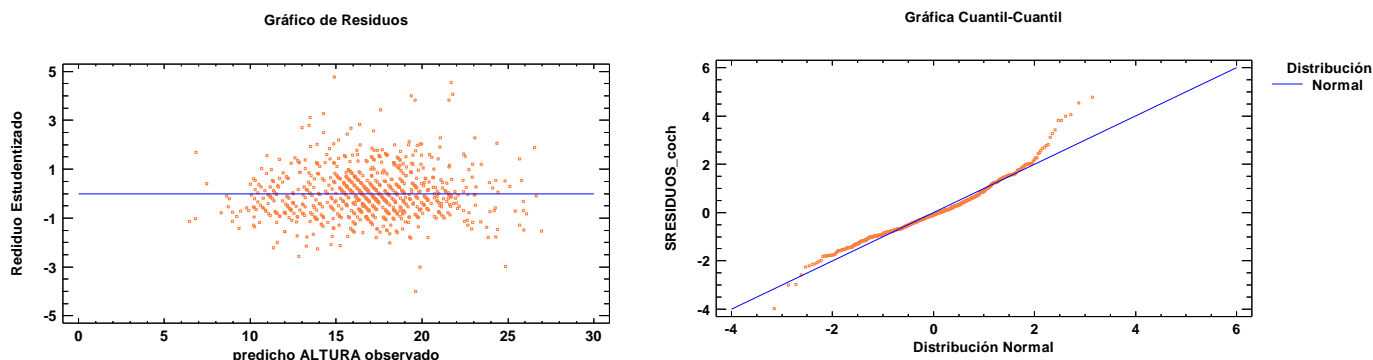 Gráfico de Residuos
Rediduo Estudentizado
5
3
1
-1
-3
-5
0 5 10 15 20 25 30
predicho ALTURA observado
Gráfica Cuantil-Cuantil
SRESIDUOS_coch
6
4
2
0
-2
-4
-4 -2 0 2 4 6
Distribución Normal
Distribución
Normal